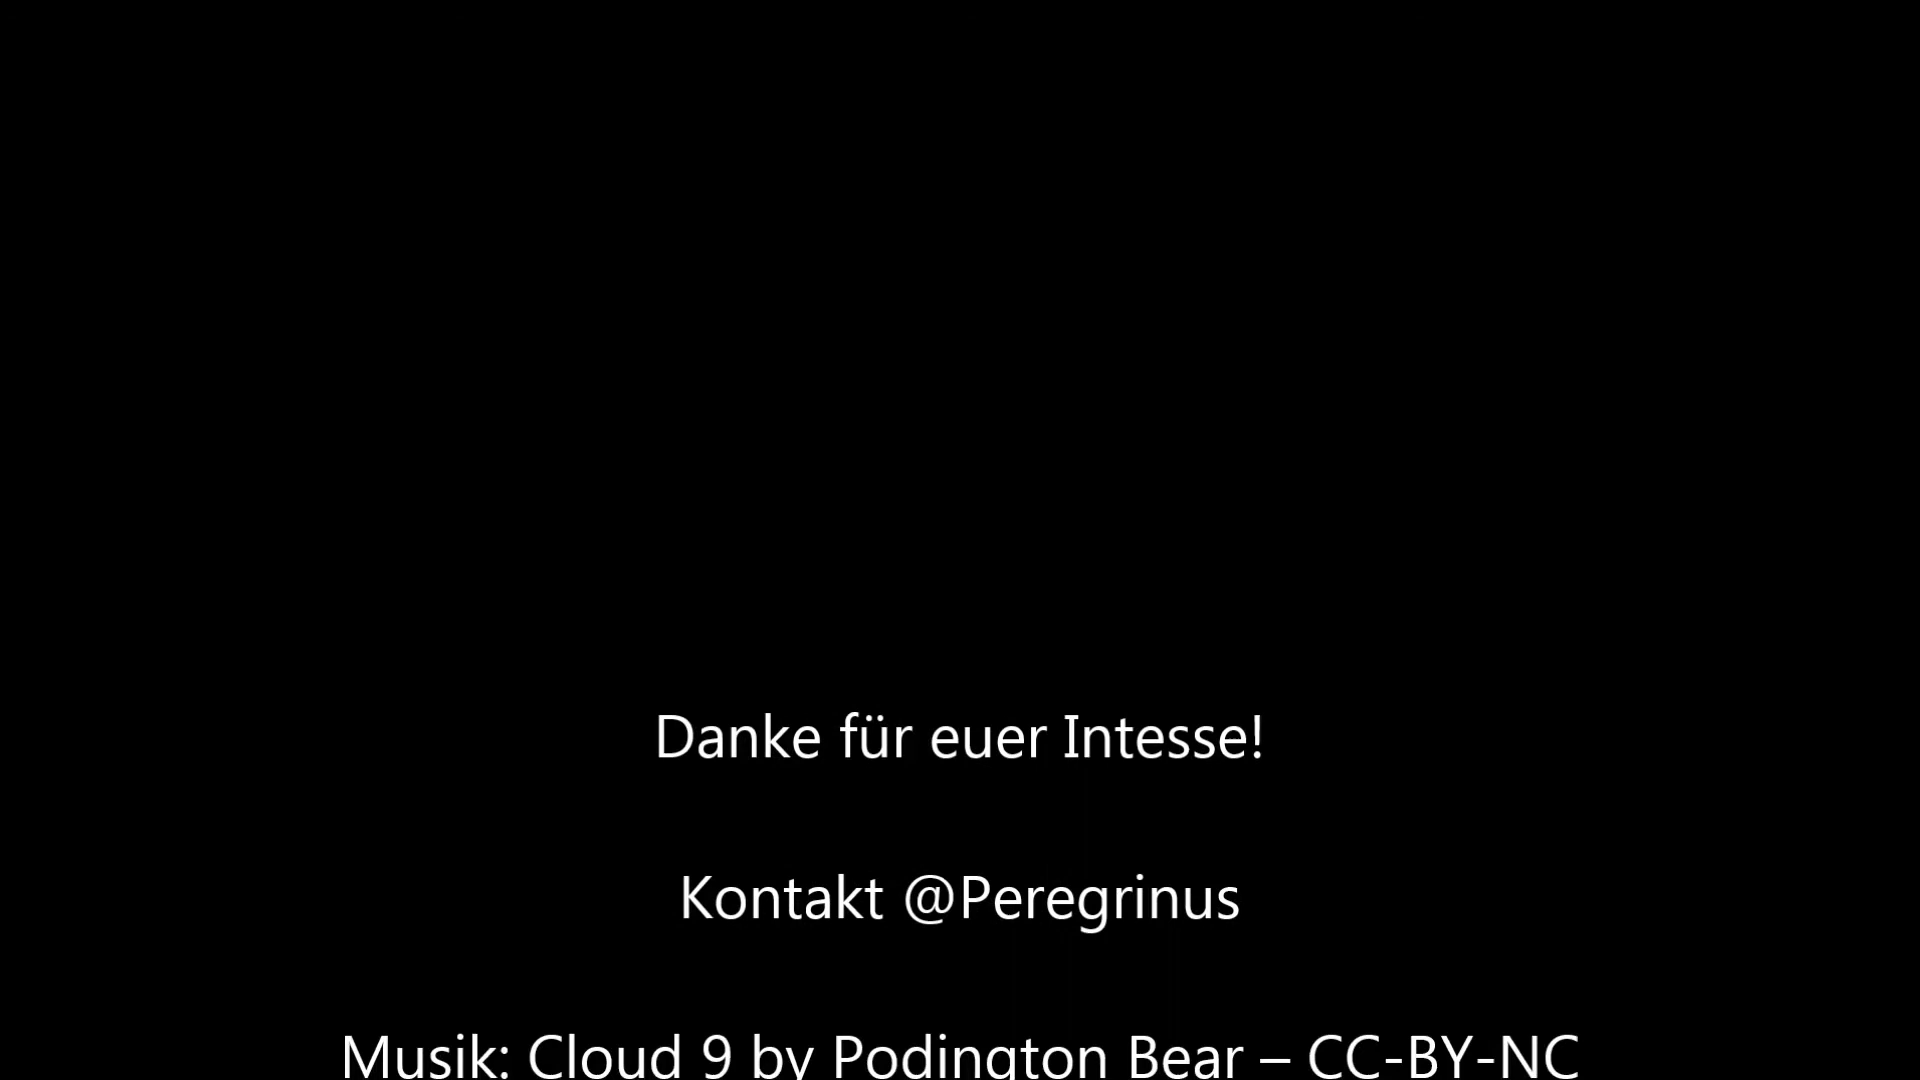 Danke für euer Intesse!
Kontakt @Peregrinus
Musik: Cloud 9 by Podington Bear – CC-BY-NC